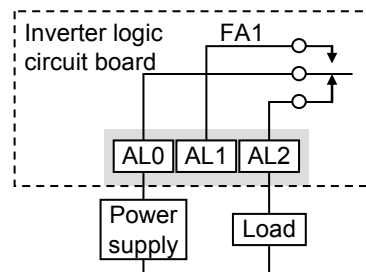 Inverter logic
circuit board
FA1
AL0
AL1
AL2
Power
supply
Load